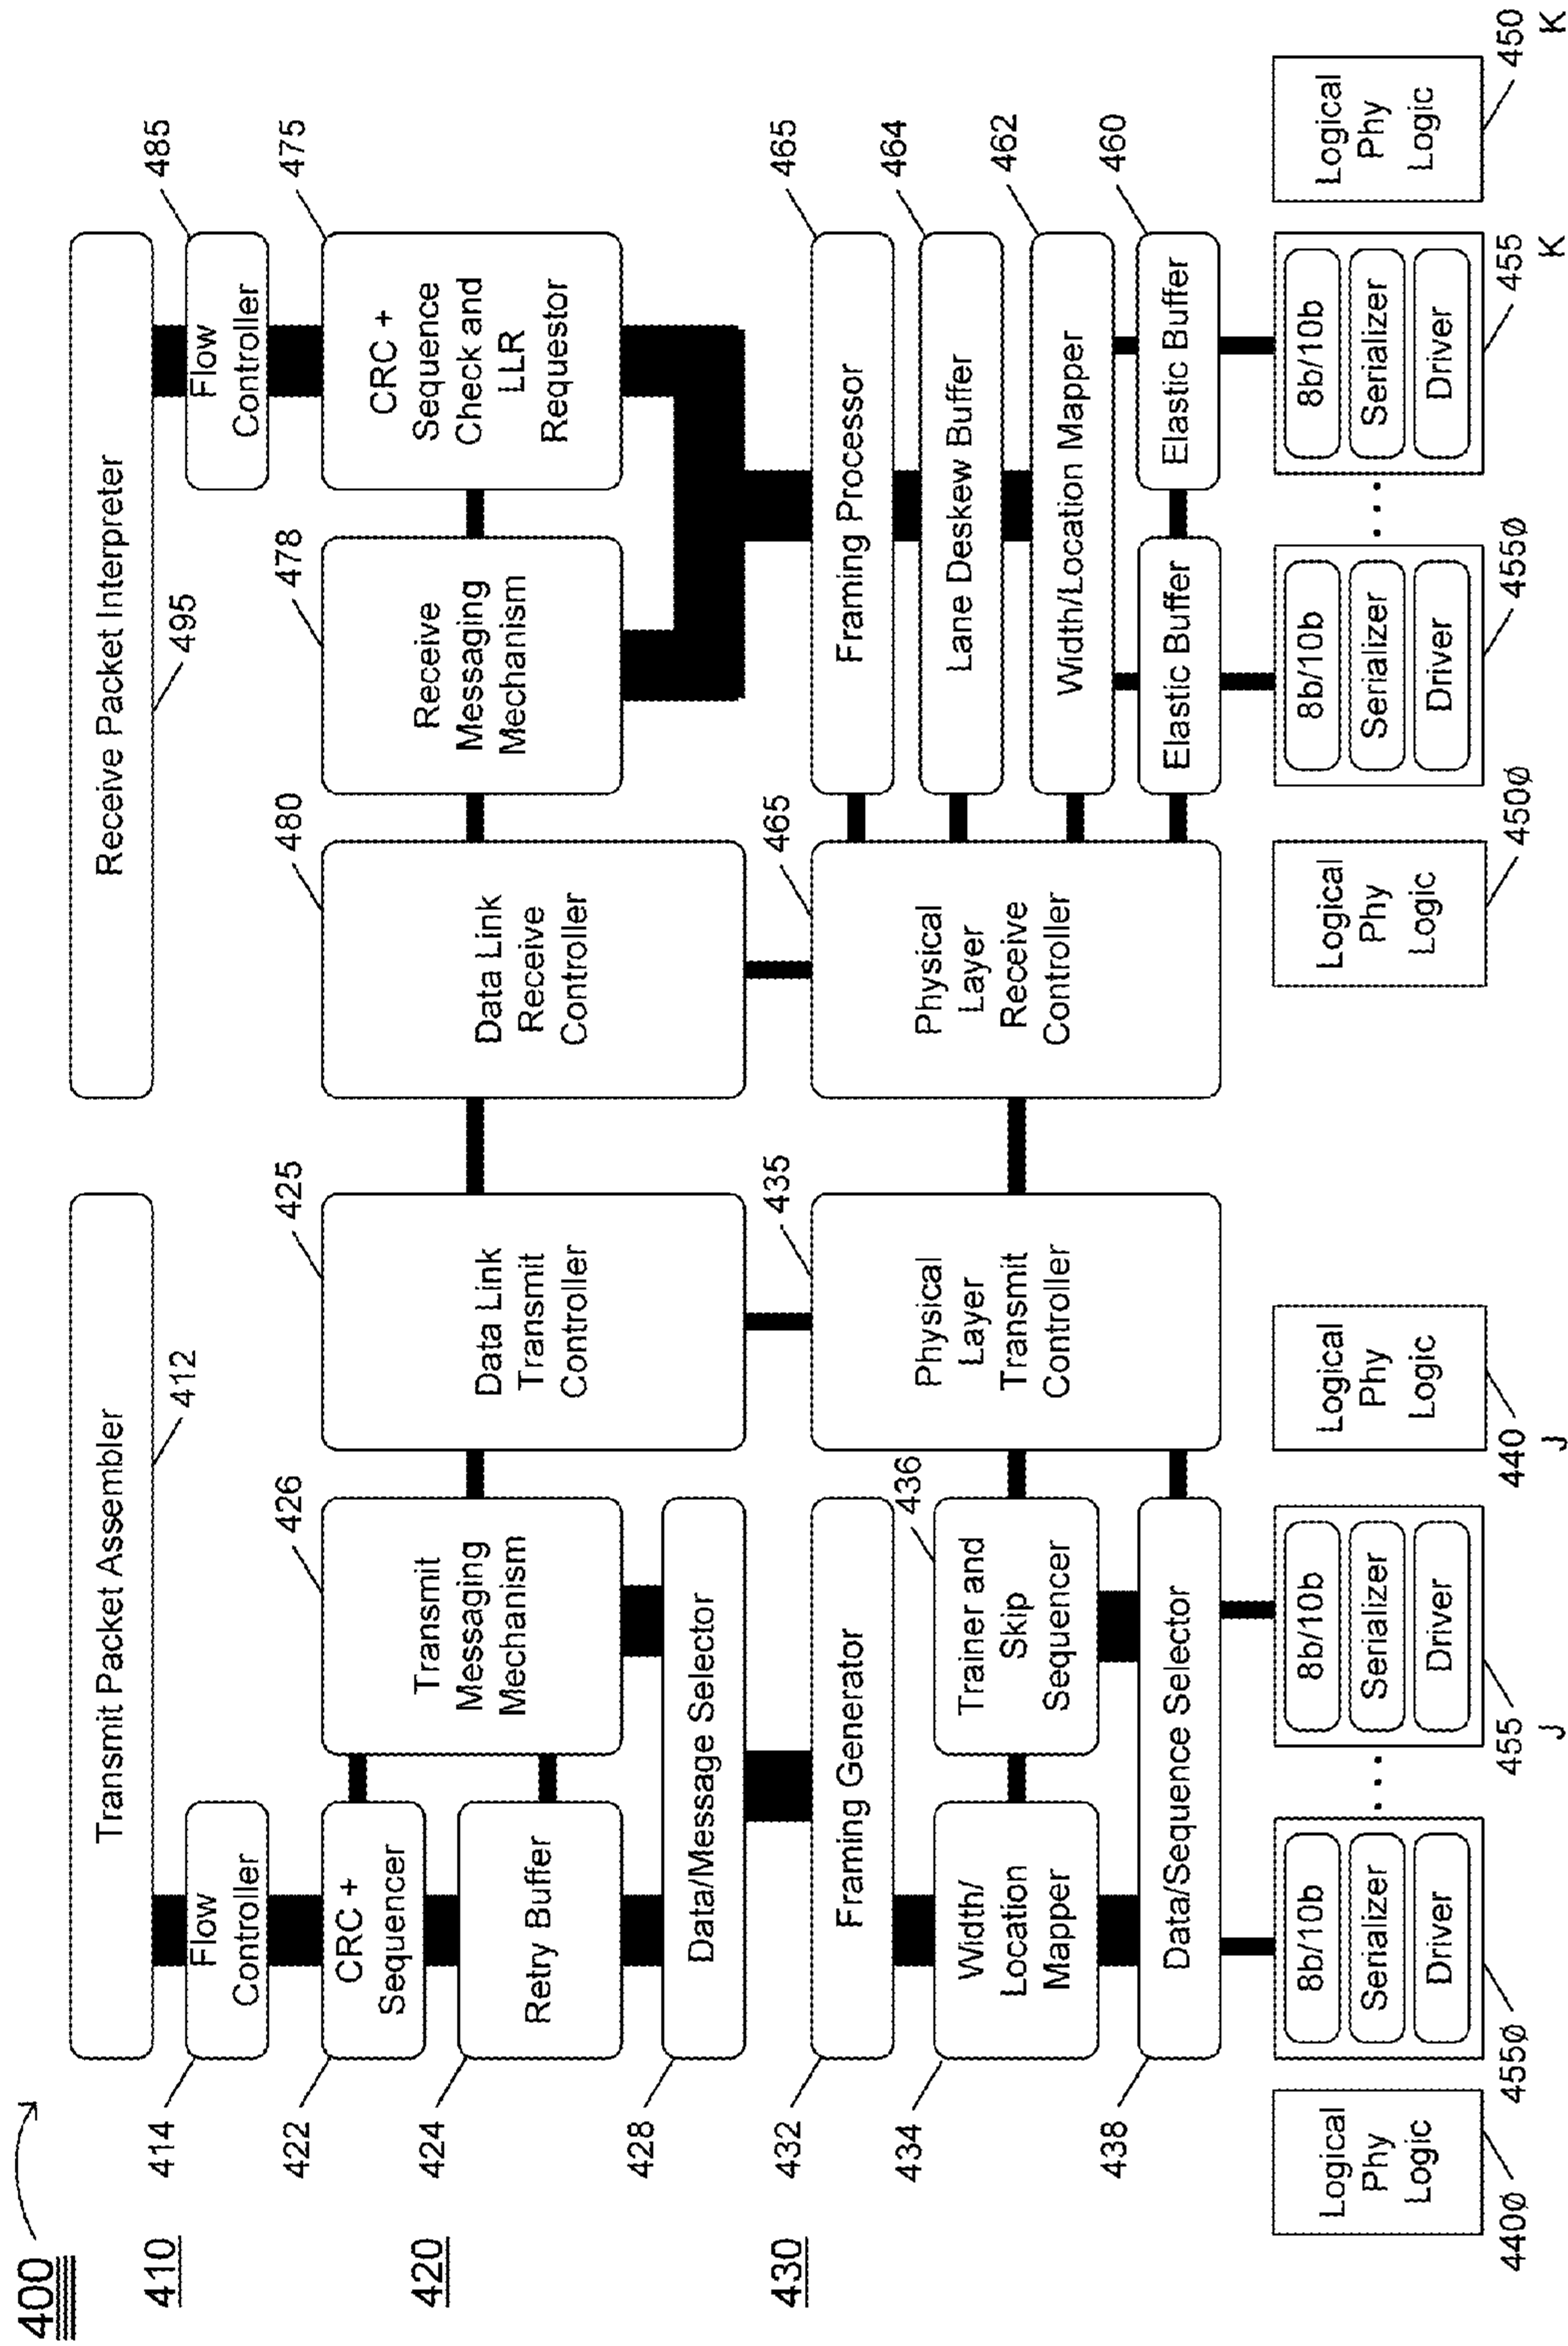 400
410
420
430
Transmit Packet Assembler
412
Receive Packet Interpreter
495
414
Flow
Controller
Flow
Controller
485
422
CRC +
Sequencer
426
Transmit
Messaging
Mechanism
425
Data Link
Transmit
Controller
480
Data Link
Receive
Controller
478
Receive
Messaging
Mechanism
CRC +
Sequence
Check and
LLR
Requestor
475
424
Retry Buffer
428
Data/Message Selector
432
Framing Generator
435
Physical
Layer
Transmit
Controller
465
Physical
Layer
Receive
Controller
Framing Processor
465
Lane Deskew Buffer
464
434
Width/
Location
Mapper
436
Trainer and
Skip
Sequencer
Width/Location Mapper
462
438
Data/Sequence Selector
Elastic Buffer
Elastic Buffer
460
Logical
Phy
Logic
440Ø
8b/10b
Serializer
Driver
455Ø
...
8b/10b
Serializer
Driver
455 J
Logical
Phy
Logic
440 J
Logical
Phy
Logic
450Ø
8b/10b
Serializer
Driver
455Ø
...
8b/10b
Serializer
Driver
455 K
Logical
Phy
Logic
450 K